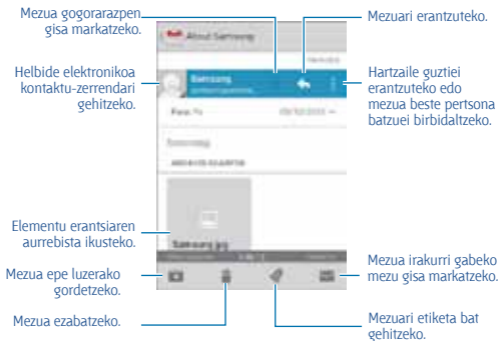 Mezua gogorarazpen
gisa markatzeko.
Mezuari erantzuteko.
About Samsung
Helbide elektronikoa
kontaktu-zerrendari
gehitzeko.
Samsung
Hartzaile guztiei
erantzuteko edo
mezua beste pertsona
batzuei birbidaltzeko.
Elementu erantsiaren
aurrebista ikusteko.
Samsung.jpg
Mezua epe luzerako
gordetzeko.
Mezua irakurri gabeko
mezu gisa markatzeko.
Mezua ezabatzeko.
Mezuari etiketa bat
gehitzeko.